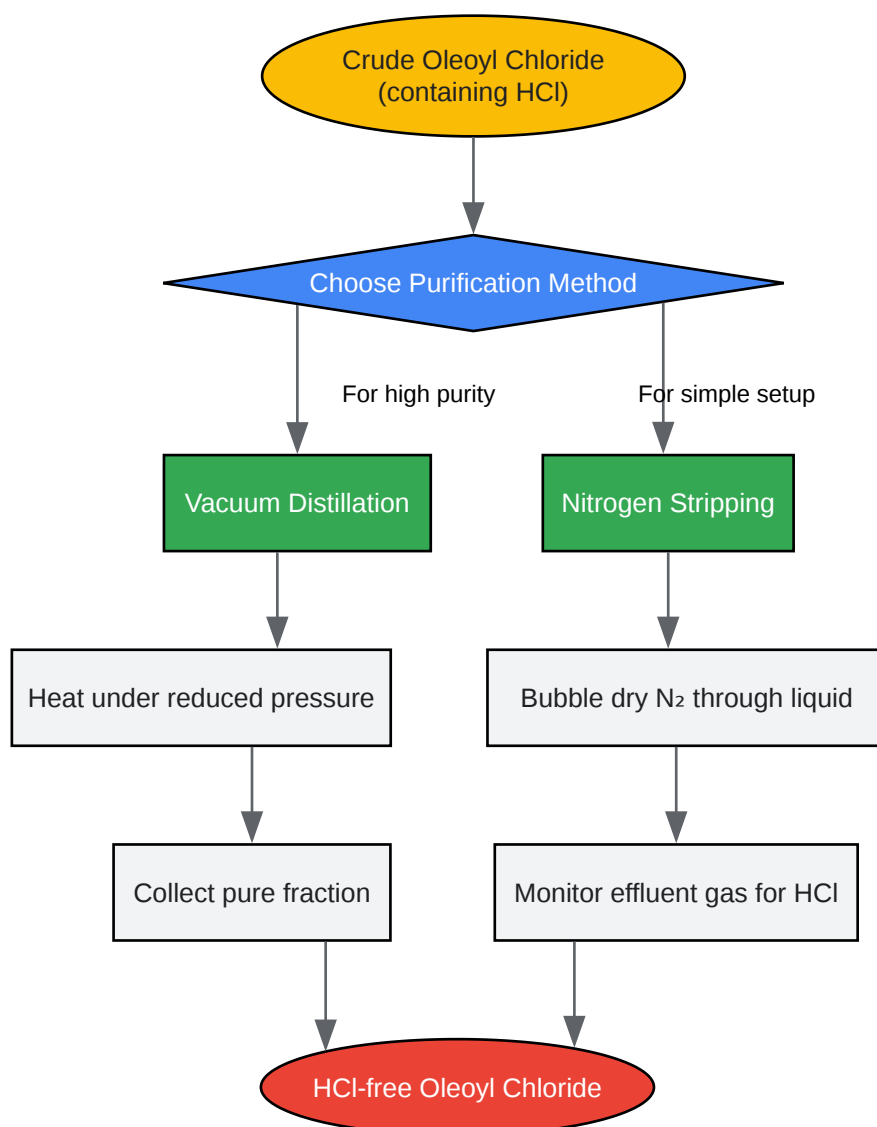 Crude Oleoyl Chloride
(containing HCl)
Choose Purification Method
For high purity
For simple setup
Vacuum Distillation
Nitrogen Stripping
Heat under reduced pressure
Bubble dry N₂ through liquid
Collect pure fraction
Monitor effluent gas for HCl
HCl-free Oleoyl Chloride